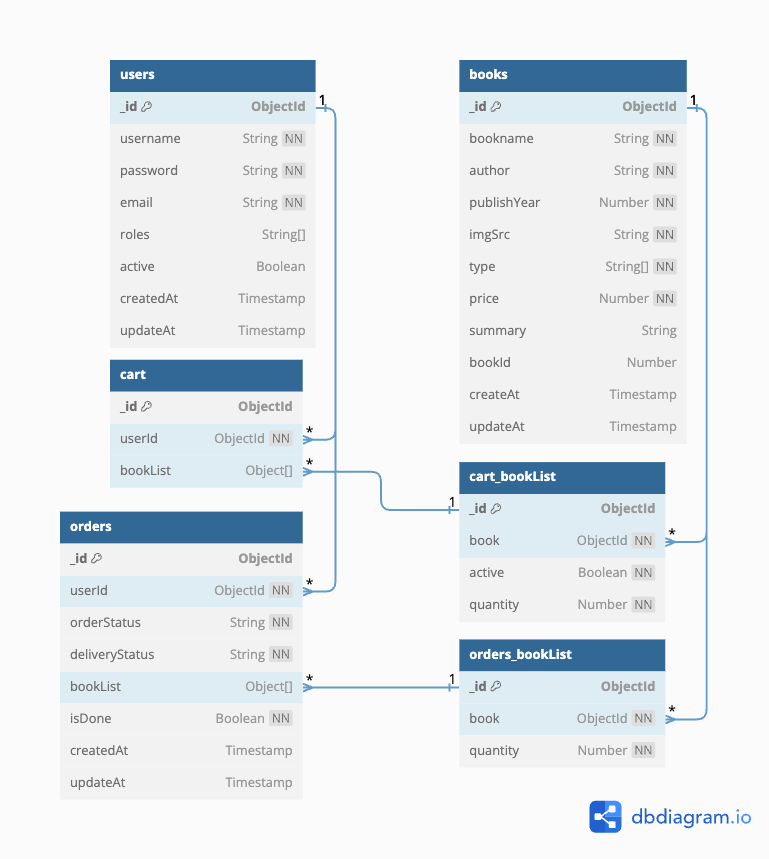 users
_id ObjectId
username String NN
password String NN
email String NN
roles String[]
active Boolean
createdAt Timestamp
updateAt Timestamp
cart
_id ObjectId
userId ObjectId NN
bookList Object[]
orders
_id ObjectId
userId ObjectId NN
orderStatus String NN
deliveryStatus String NN
bookList Object[]
isDone Boolean NN
createdAt Timestamp
updateAt Timestamp
1
*
*
*
*
books
_id ObjectId
bookname String NN
author String NN
publishYear Number NN
imgSrc String NN
type String[] NN
price Number NN
summary String
bookId Number
createAt Timestamp
updateAt Timestamp
1
cart_bookList
1
_id ObjectId
book ObjectId NN
*
active Boolean NN
quantity Number NN
orders_bookList
1
_id ObjectId
book ObjectId NN
*
quantity Number NN
dbdiagram.io